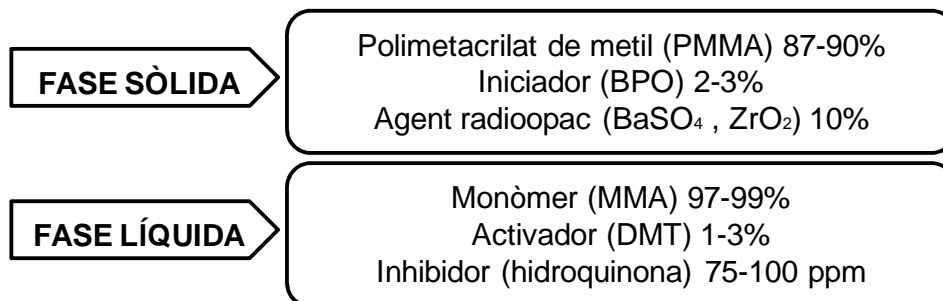 FASE SÒLIDA
Polimetacrilat de metil (PMMA) 87-90%
Iniciador (BPO) 2-3%
Agent radioopac (BaSO₄ , ZrO₂) 10%
FASE LÍQUIDA
Monòmer (MMA) 97-99%
Activador (DMT) 1-3%
Inhibidor (hidroquinona) 75-100 ppm